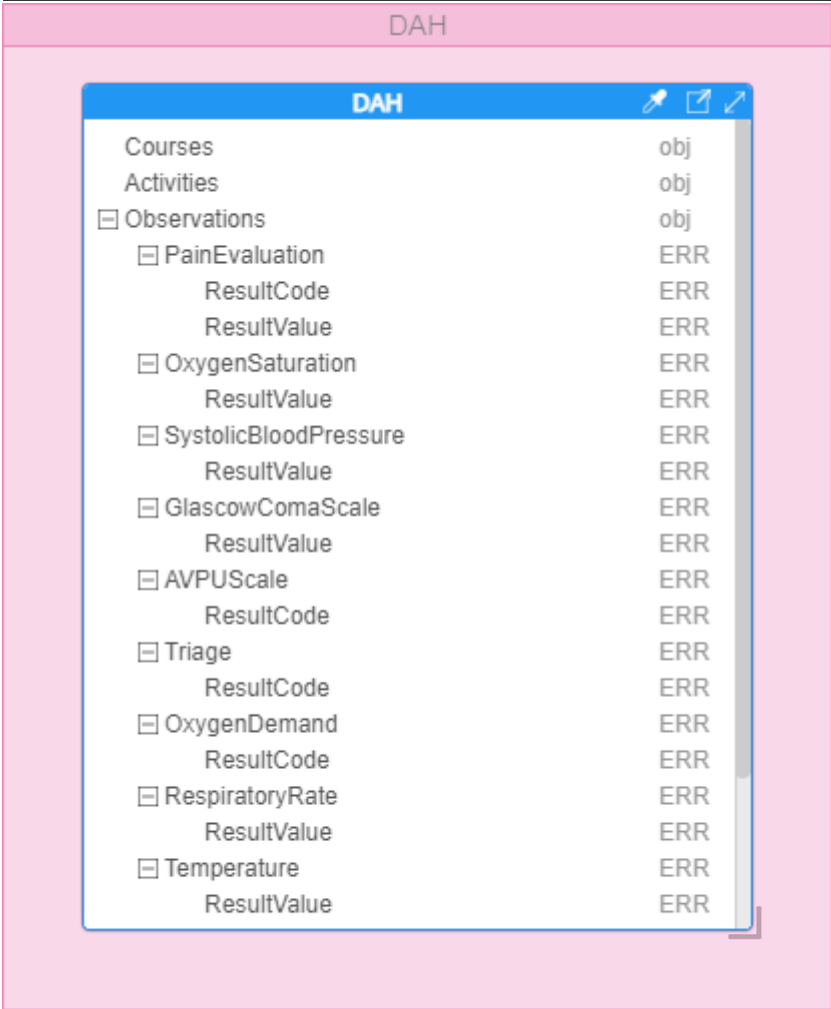 DAH
DAH
Courses obj
Activities obj
Observations obj
PainEvaluation ERR
ResultCode ERR
ResultValue ERR
OxygenSaturation ERR
ResultValue ERR
SystolicBloodPressure ERR
ResultValue ERR
GlascowComaScale ERR
ResultValue ERR
AVPUScale ERR
ResultCode ERR
Triage ERR
ResultCode ERR
OxygenDemand ERR
ResultCode ERR
RespiratoryRate ERR
ResultValue ERR
Temperature ERR
ResultValue ERR